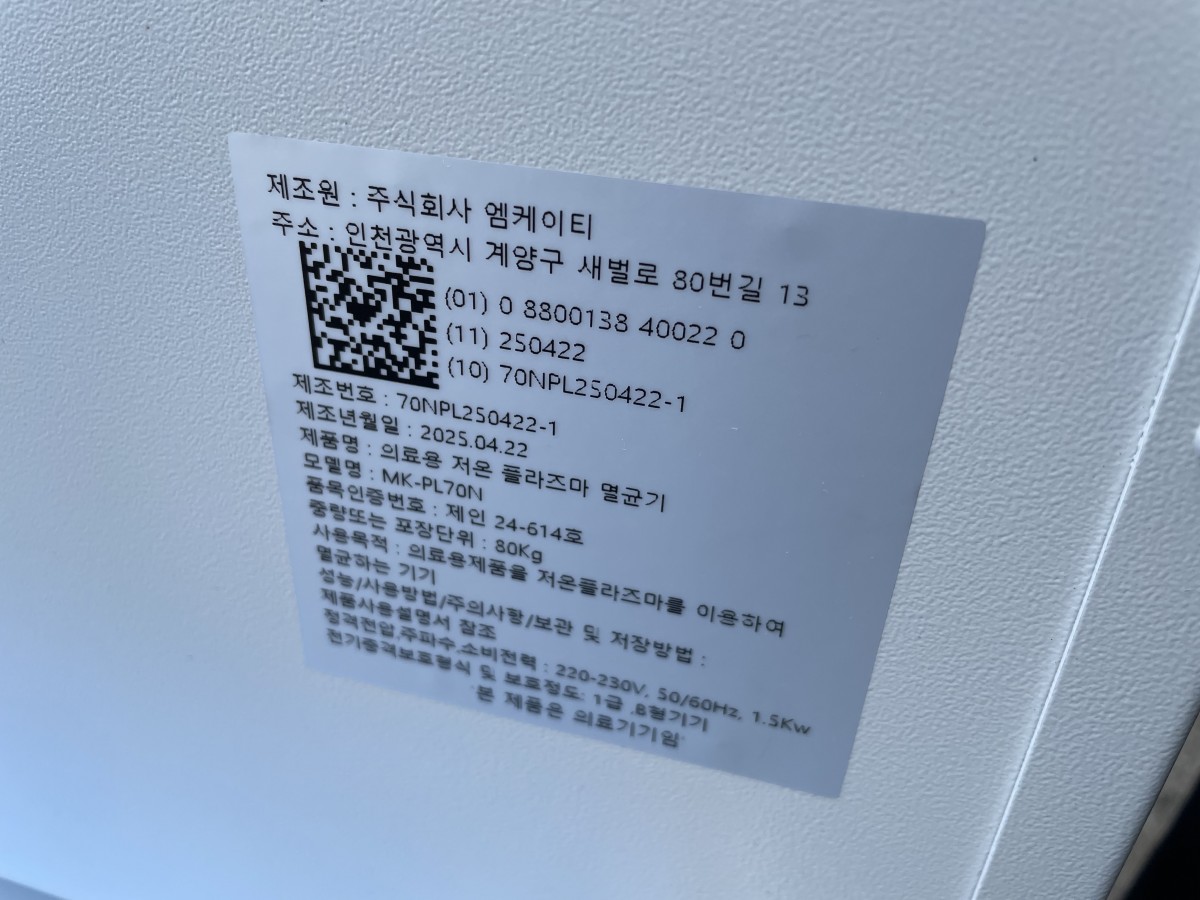 제조원 : 주식회사 엠케이티
주소 : 인천광역시 계양구 새벌로 80번길 13
(01) 0 8800138 40022 0
(11) 250422
(10) 70NPL250422-1
제조번호 : 70NPL250422-1
제조년월일 : 2025.04.22
제품명 : 의료용 저온 플라즈마 멸균기
모델명 : MK-PL70N
품목인증번호 : 제인 24-614호
중량또는 포장단위 : 80Kg
사용목적 : 의료용제품을 저온플라즈마를 이용하여
멸균하는 기기
성능/사용방법/주의사항/보관 및 저장방법 :
제품사용설명서 참조
정격전압,주파수,소비전력 : 220-230V, 50/60Hz, 1.5Kw
전기충격보호형식 및 보호정도: 1급 ,B형기기
'본 제품은 의료기기임'